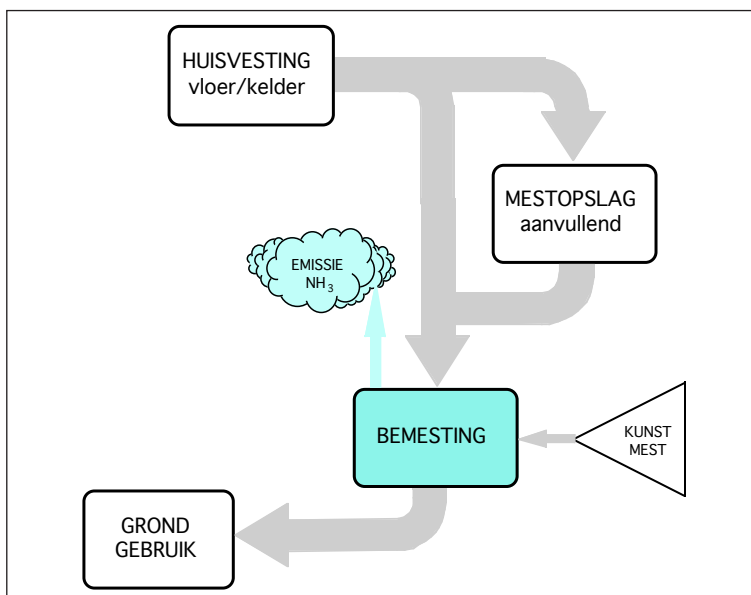 HUISVESTING
vloer/kelder
MESTOPSLAG
aanvullend
EMISSIE
NH₃
BEMESTING
KUNST
MEST
GROND
GEBRUIK